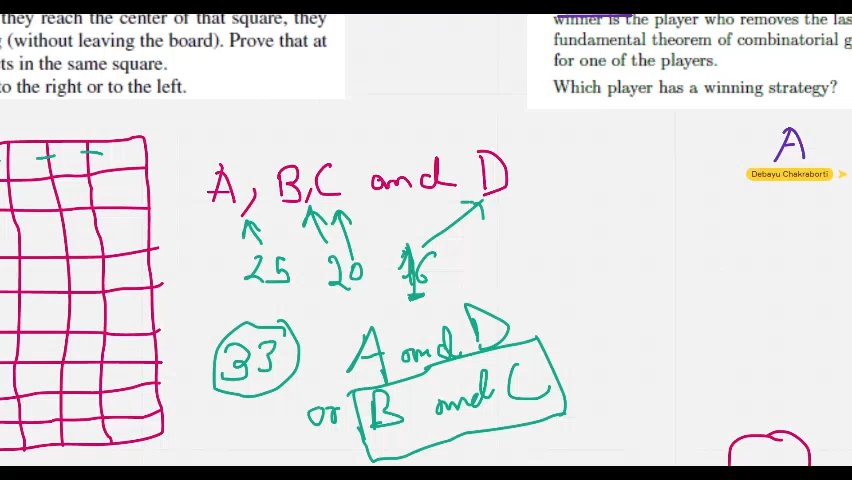 they reach the center of that square, they
(without leaving the board). Prove that at
in the same square.
to the right or to the left.
winner is the player who removes the las
fundamental theorem of combinatorial g
for one of the players.
Which player has a winning strategy?
A
Debayu Chakraborti
A, B, C and D
25 20 16
33
A and D
or B and C